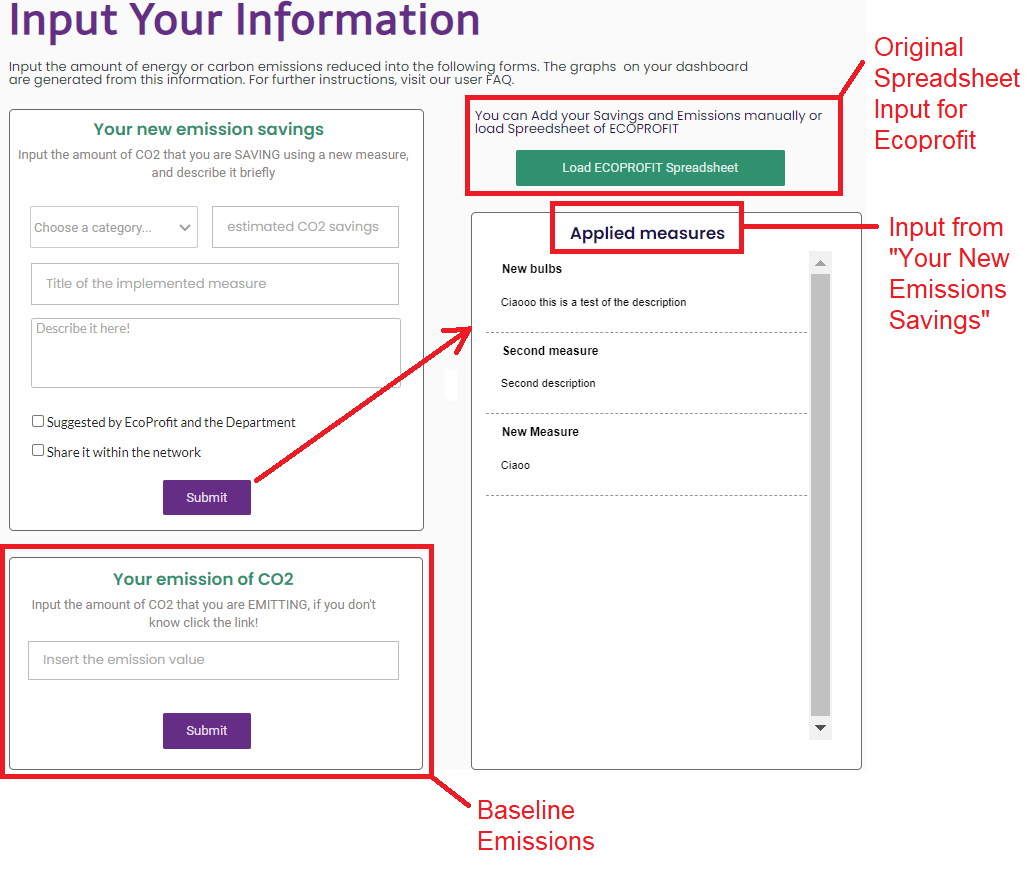 Input Your Information
Input the amount of energy or carbon emissions reduced into the following forms. The graphs on your dashboard
are generated from this information. For further instructions, visit our user FAQ.
Your new emission savings
Input the amount of CO2 that you are SAVING using a new measure,
and describe it briefly
Choose a category...
estimated CO2 savings
Title of the implemented measure
Describe it here!
Suggested by EcoProfit and the Department
Share it within the network
Submit
Your emission of CO2
Input the amount of CO2 that you are EMITTING, if you don't
know click the link!
Insert the emission value
Submit
You can Add your Savings and Emissions manually or
load Spreedsheet of ECOPROFIT
Load ECOPROFIT Spreadsheet
Applied measures
New bulbs
Ciaooo this is a test of the description
Second measure
Second description
New Measure
Ciaoo
Original
Spreadsheet
Input for
Ecoprofit
Input from
"Your New
Emissions
Savings"
Baseline
Emissions